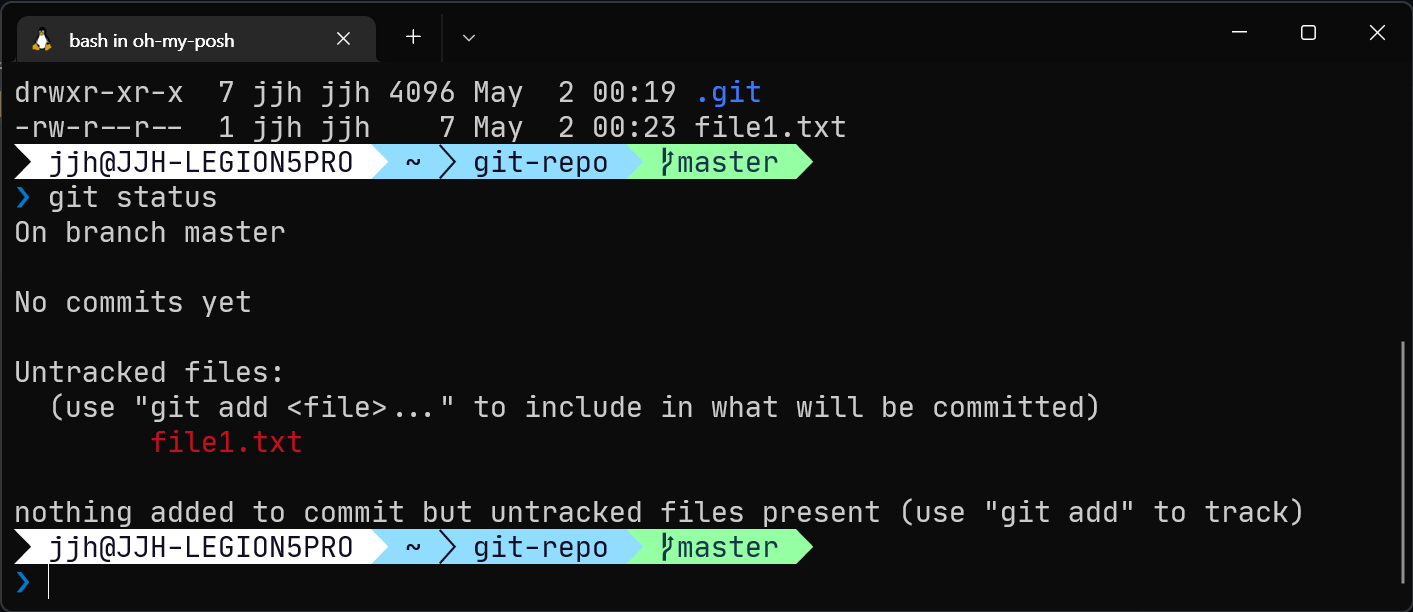 bash in oh-my-posh
drwxr-xr-x  7 jjh jjh 4096 May  2 00:19 .git
-rw-r--r--  1 jjh jjh    7 May  2 00:23 file1.txt
jjh@JJH-LEGION5PRO  ~  git-repo  master
❯ git status
On branch master
No commits yet
Untracked files:
  (use "git add <file>..." to include in what will be committed)
        file1.txt
nothing added to commit but untracked files present (use "git add" to track)
jjh@JJH-LEGION5PRO  ~  git-repo  master
❯